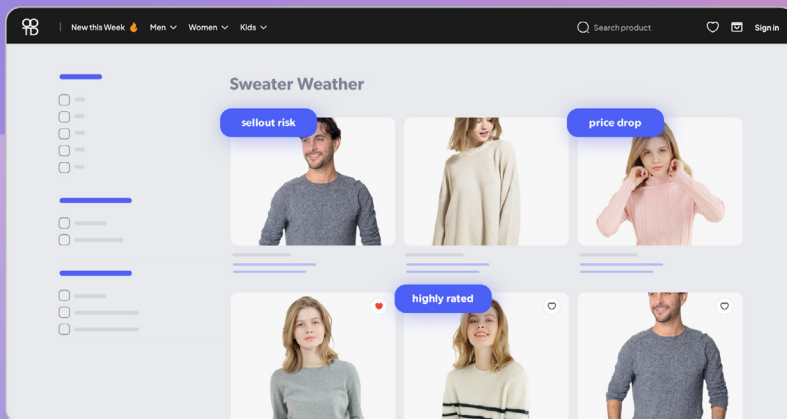 New this Week 🔥 Men Women Kids Search product Sign in
Sweater Weather
sellout risk
price drop
highly rated